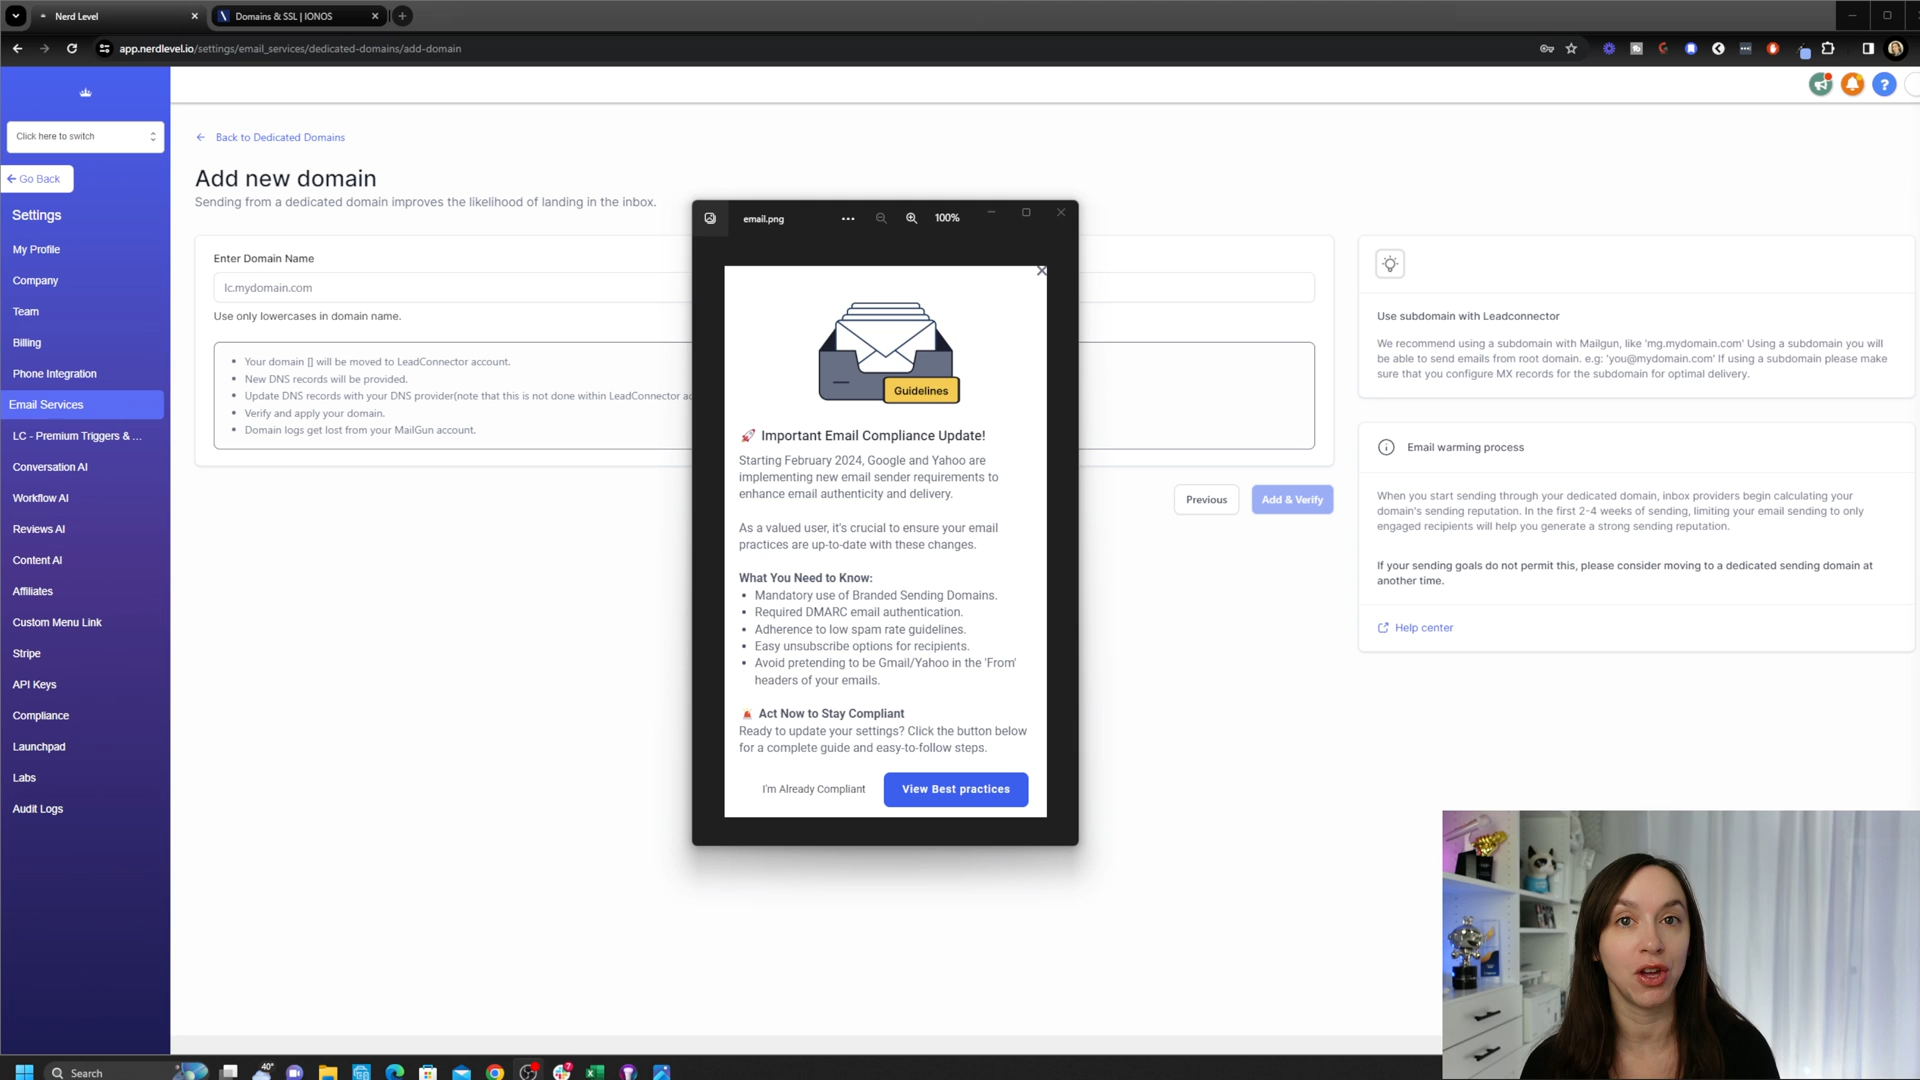 Nerd Level
Domains & SSL | IONOS
app.nerdlevel.io/settings/email_services/dedicated-domains/add-domain
Click here to switch
Go Back
Settings
My Profile
Company
Team
Billing
Phone Integration
Email Services
LC - Premium Triggers & ...
Conversation AI
Workflow AI
Reviews AI
Content AI
Affiliates
Custom Menu Link
Stripe
API Keys
Compliance
Launchpad
Labs
Audit Logs
Back to Dedicated Domains
Add new domain
Sending from a dedicated domain improves the likelihood of landing in the inbox.
Enter Domain Name
lc.mydomain.com
Use only lowercases in domain name.
• Your domain [] will be moved to LeadConnector account.
• New DNS records will be provided.
• Update DNS records with your DNS provider(note that this is not done within LeadConnector ac
• Verify and apply your domain.
• Domain logs get lost from your MailGun account.
Previous
Add & Verify
email.png
100%
Guidelines
🚀 Important Email Compliance Update!
Starting February 2024, Google and Yahoo are
implementing new email sender requirements to
enhance email authenticity and delivery.
As a valued user, it's crucial to ensure your email
practices are up-to-date with these changes.
What You Need to Know:
• Mandatory use of Branded Sending Domains.
• Required DMARC email authentication.
• Adherence to low spam rate guidelines.
• Easy unsubscribe options for recipients.
• Avoid pretending to be Gmail/Yahoo in the 'From'
headers of your emails.
🚨 Act Now to Stay Compliant
Ready to update your settings? Click the button below
for a complete guide and easy-to-follow steps.
I'm Already Compliant
View Best practices
Use subdomain with Leadconnector
We recommend using a subdomain with Mailgun, like 'mg.mydomain.com' Using a subdomain you will
be able to send emails from root domain. e.g: 'you@mydomain.com' If using a subdomain please make
sure that you configure MX records for the subdomain for optimal delivery.
Email warming process
When you start sending through your dedicated domain, inbox providers begin calculating your
domain's sending reputation. In the first 2-4 weeks of sending, limiting your email sending to only
engaged recipients will help you generate a strong sending reputation.
If your sending goals do not permit this, please consider moving to a dedicated sending domain at
another time.
Help center
Search
40°